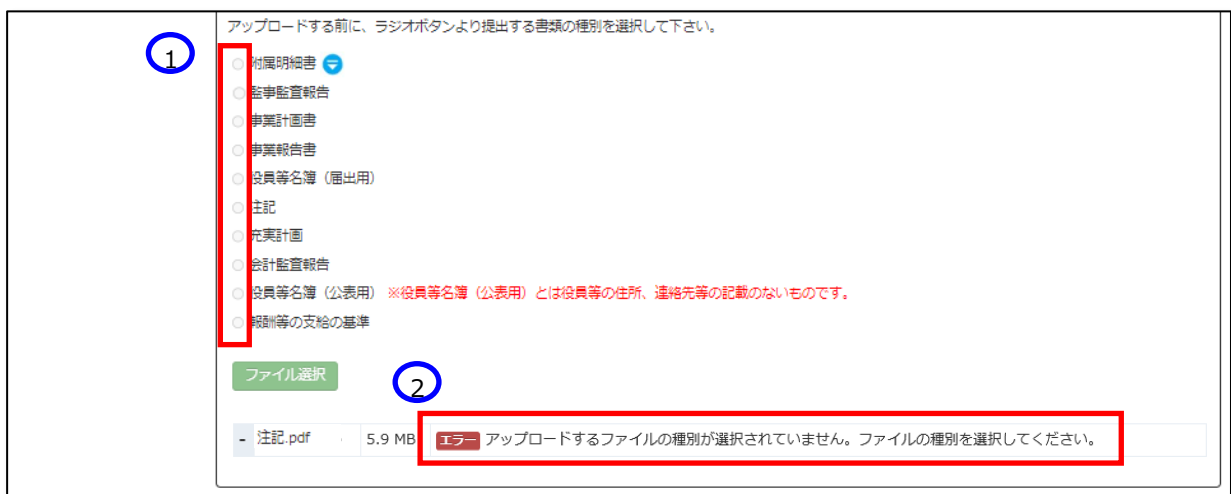 アップロードする前に、ラジオボタンより提出する書類の種別を選択して下さい。
1
附属明細書
監事監査報告
事業計画書
事業報告書
役員等名簿（届出用）
注記
充実計画
会計監査報告
役員等名簿（公表用） ※役員等名簿（公表用）とは役員等の住所、連絡先等の記載のないものです。
報酬等の支給の基準
ファイル選択
2
- 注記.pdf 5.9 MB エラー アップロードするファイルの種別が選択されていません。ファイルの種別を選択してください。